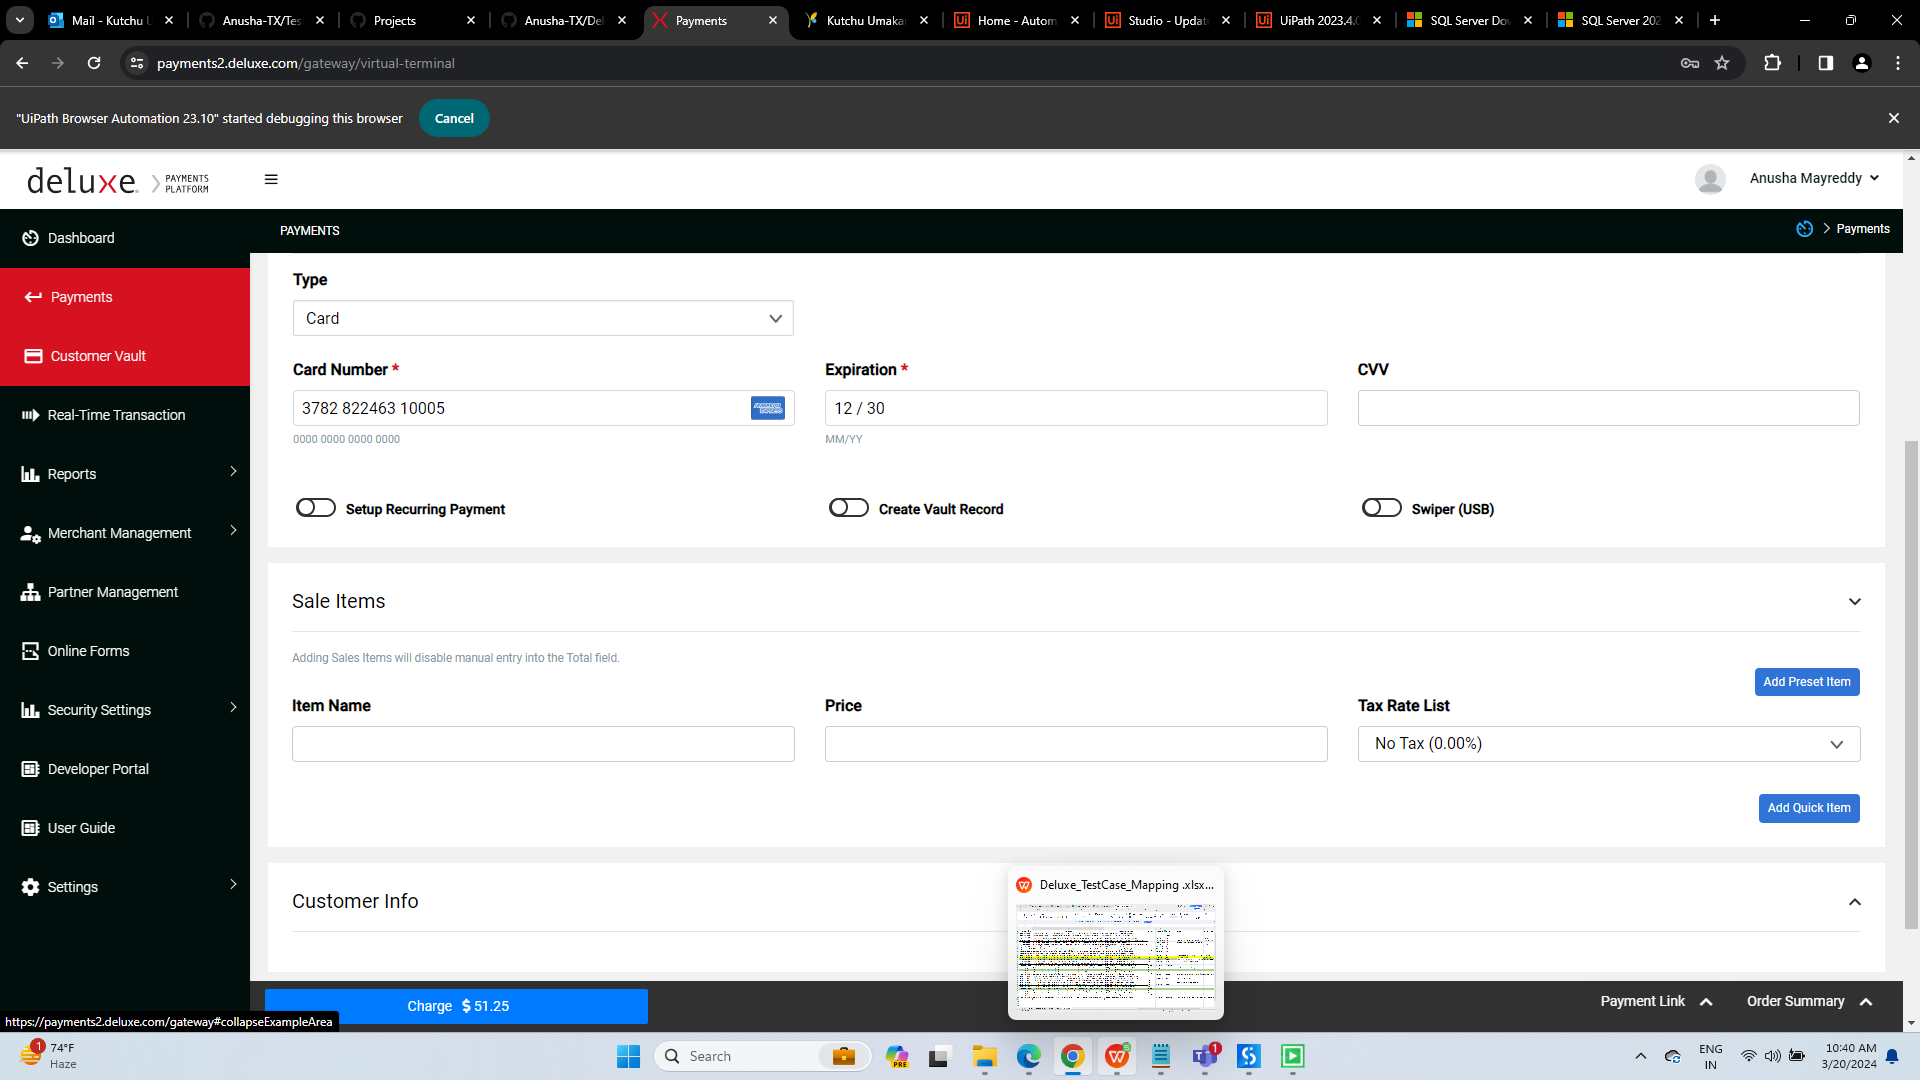 Mail - Kutchu U
Anusha-TX/Tes
Projects
Anusha-TX/Del
Payments
Kutchu Umakan
Home - Autom
Studio - Updat
UiPath 2023.4.0
SQL Server Do
SQL Server 202
payments2.deluxe.com/gateway/virtual-terminal
"UiPath Browser Automation 23.10" started debugging this browser
Cancel
deluxe. PAYMENTS PLATFORM
Anusha Mayreddy
Dashboard
PAYMENTS
Payments
Payments
Customer Vault
Real-Time Transaction
Reports
Merchant Management
Partner Management
Online Forms
Security Settings
Developer Portal
User Guide
Settings
Type
Card
Card Number *
Expiration *
CVV
3782 822463 10005
AMERICAN EXPRESS
12 / 30
0000 0000 0000 0000
MM/YY
Setup Recurring Payment
Create Vault Record
Swiper (USB)
Sale Items
Adding Sales Items will disable manual entry into the Total field.
Add Preset Item
Item Name
Price
Tax Rate List
No Tax (0.00%)
Add Quick Item
Customer Info
Deluxe_TestCase_Mapping .xlsx...
Charge $ 51.25
Payment Link
Order Summary
https://payments2.deluxe.com/gateway#collapseExampleArea
1
74°F
Haze
Search
PRE
1
ENG
IN
10:40 AM
3/20/2024